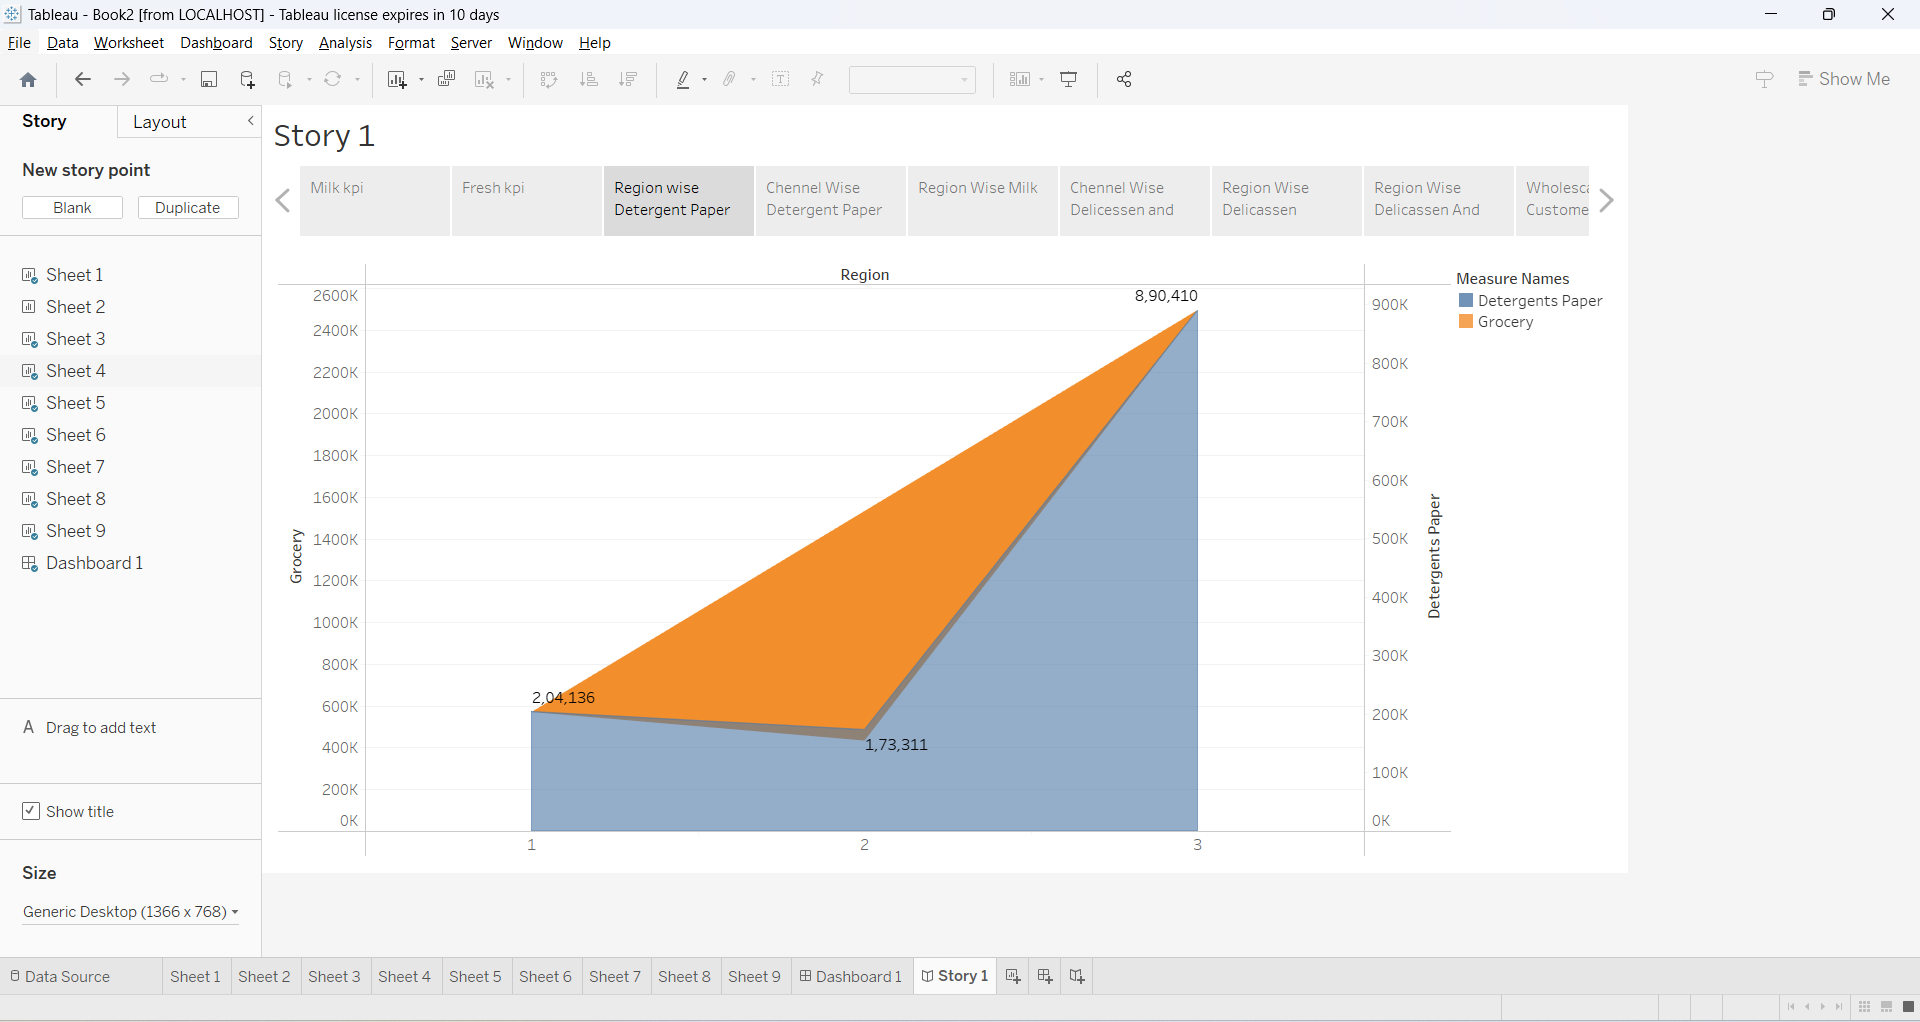 Tableau - Book2 [from LOCALHOST] - Tableau license expires in 10 days
File Data Worksheet Dashboard Story Analysis Format Server Window Help
Show Me
Story Layout
New story point
Blank Duplicate
Sheet 1
Sheet 2
Sheet 3
Sheet 4
Sheet 5
Sheet 6
Sheet 7
Sheet 8
Sheet 9
Dashboard 1
A Drag to add text
Show title
Size
Generic Desktop (1366 x 768)
Story 1
Milk kpi
Fresh kpi
Region wise
Detergent Paper
Chennel Wise
Detergent Paper
Region Wise Milk
Chennel Wise
Delicessen and
Region Wise
Delicassen
Region Wise
Delicassen And
Wholesca
Custome
Region
Grocery
2600K
2400K
2200K
2000K
1800K
1600K
1400K
1200K
1000K
800K
600K
400K
200K
0K
8,90,410
2,04,136
1,73,311
1 2 3
900K
800K
700K
600K
500K
400K
300K
200K
100K
0K
Detergents Paper
Measure Names
Detergents Paper
Grocery
Data Source Sheet 1 Sheet 2 Sheet 3 Sheet 4 Sheet 5 Sheet 6 Sheet 7 Sheet 8 Sheet 9 Dashboard 1 Story 1